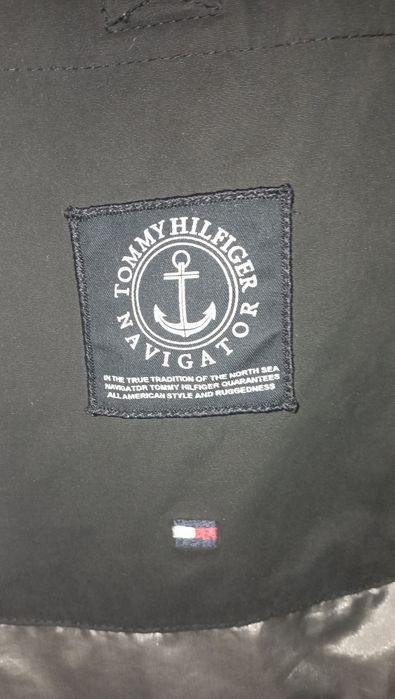 TOMMY HILFIGER
NAVIGATOR
IN THE TRUE TRADITION OF THE NORTH SEA
NAVIGATOR TOMMY HILFIGER GUARANTEES
ALL AMERICAN STYLE AND RUGGEDNESS